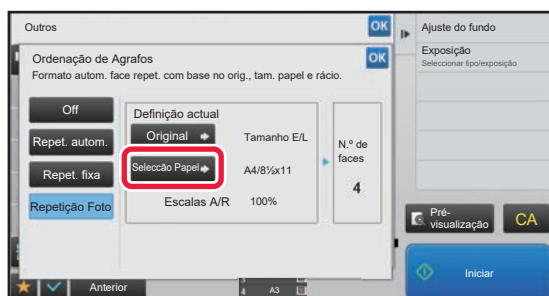 Outros
OK
Ordenação de Agrafos
OK
Formato autom. face repet. com base no orig., tam. papel e rácio.
Off
Repet. autom.
Repet. fixa
Repetição Foto
Definição actual
Original
Tamanho E/L
Seleccão Papel
A4/8½x11
Escalas A/R
100%
N.º de
faces
4
Anterior
4
A3
Ajuste do fundo
Exposição
Seleccionar tipo/exposição
Pré-
visualização
CA
Iniciar